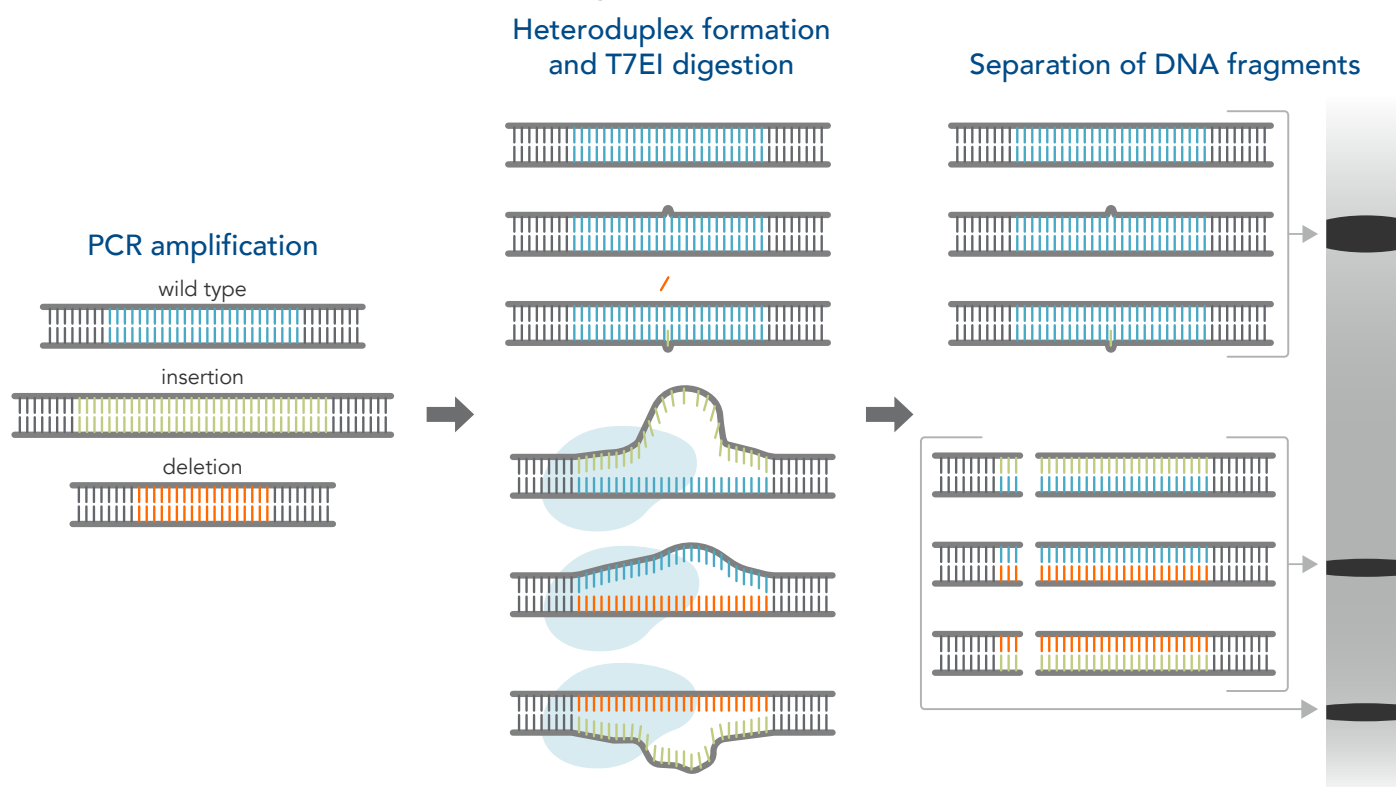 PCR amplification
wild type
insertion
deletion
Heteroduplex formation
and T7EI digestion
Separation of DNA fragments